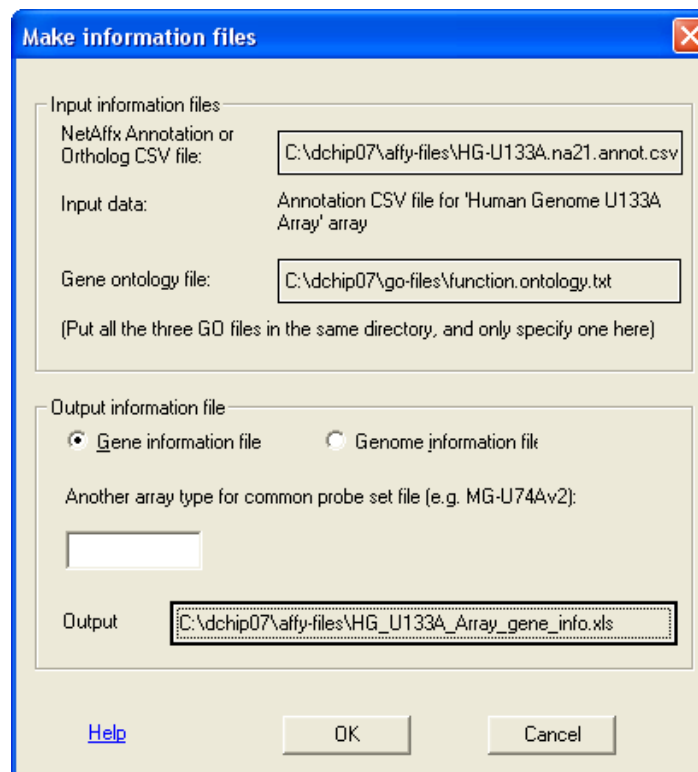 Make information files
Input information files
NetAffx Annotation or
Ortholog CSV file:
C:\dchip07\affy-files\HG-U133A.na21.annot.csv
Input data:
Annotation CSV file for 'Human Genome U133A
Array' array
Gene ontology file:
C:\dchip07\go-files\function.ontology.txt
(Put all the three GO files in the same directory, and only specify one here)
Output information file
Gene information file
Genome information file
Another array type for common probe set file (e.g. MG-U74Av2):
Output
C:\dchip07\affy-files\HG_U133A_Array_gene_info.xls
Help
OK
Cancel